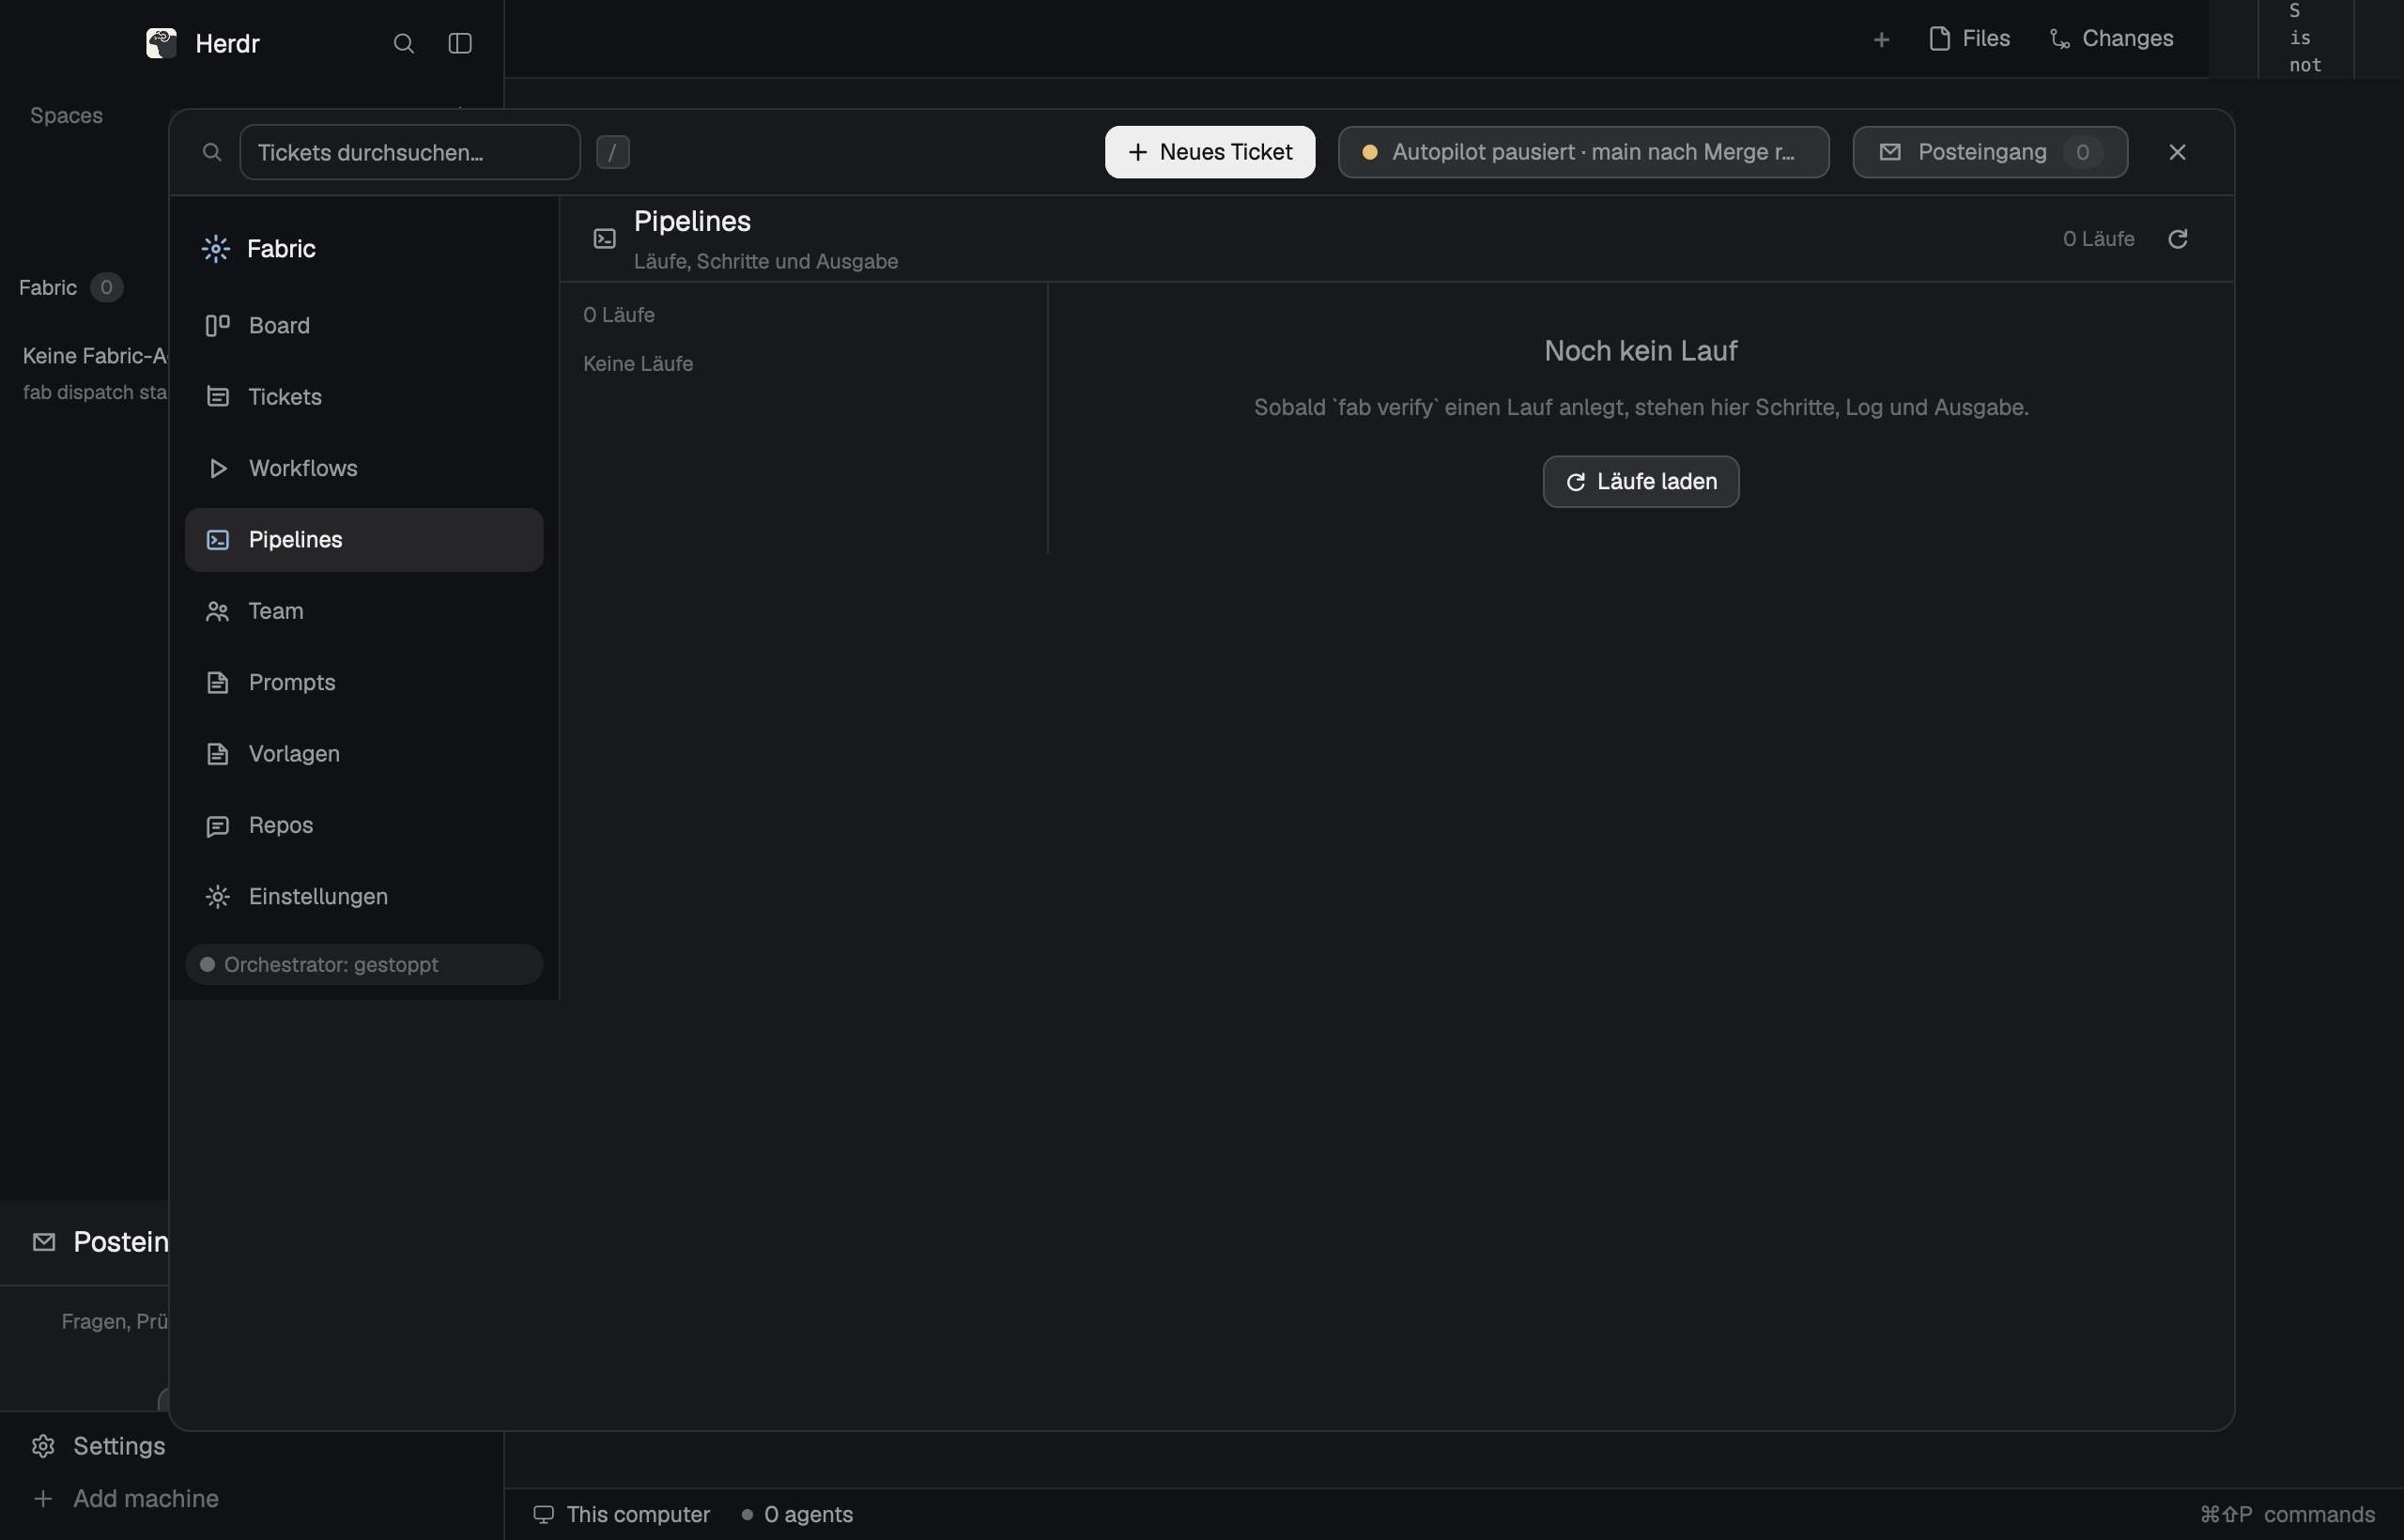 Herdr
Files
Changes
S
is
not
Spaces
Tickets durchsuchen…
/
+ Neues Ticket
Autopilot pausiert · main nach Merge r…
Posteingang 0
Fabric
Pipelines
Läufe, Schritte und Ausgabe
0 Läufe
Fabric 0
Board
0 Läufe
Keine Läufe
Noch kein Lauf
Sobald `fab verify` einen Lauf anlegt, stehen hier Schritte, Log und Ausgabe.
Läufe laden
Keine Fabric-A
fab dispatch sta
Tickets
Workflows
Pipelines
Team
Prompts
Vorlagen
Repos
Einstellungen
Orchestrator: gestoppt
Postein
Fragen, Prü
Settings
+ Add machine
This computer
0 agents
⌘⇧P commands